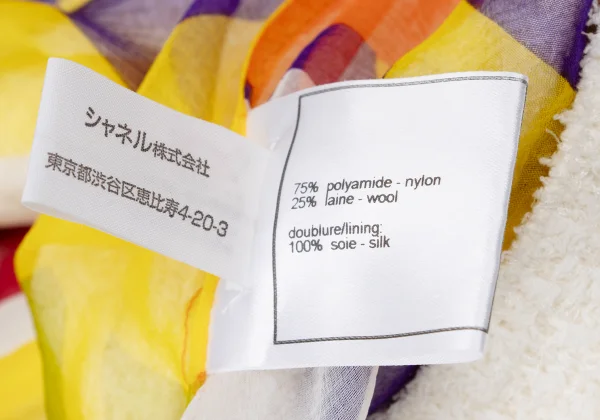 シャネル株式会社
東京都渋谷区恵比寿4-20-3
75% polyamide - nylon
25% laine - wool
doublure/lining:
100% soie - silk